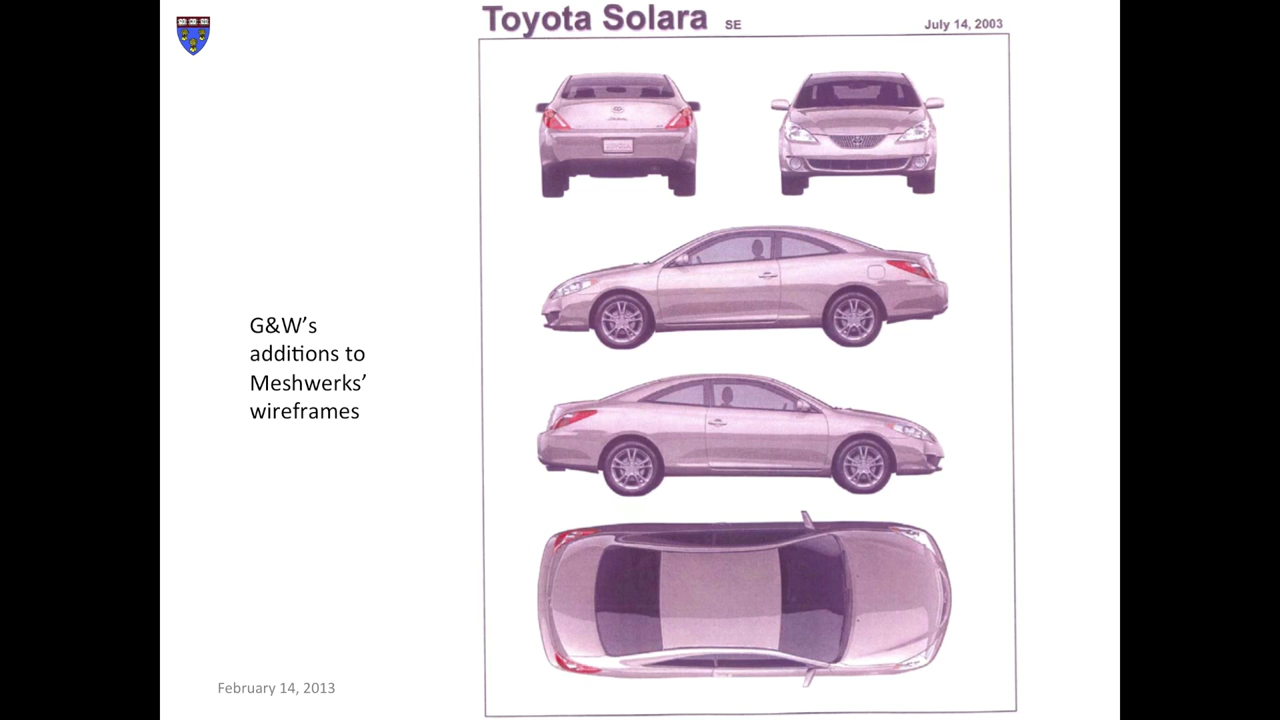 Toyota Solara SE
July 14, 2003
G&W's
additions to
Meshwerks'
wireframes
February 14, 2013